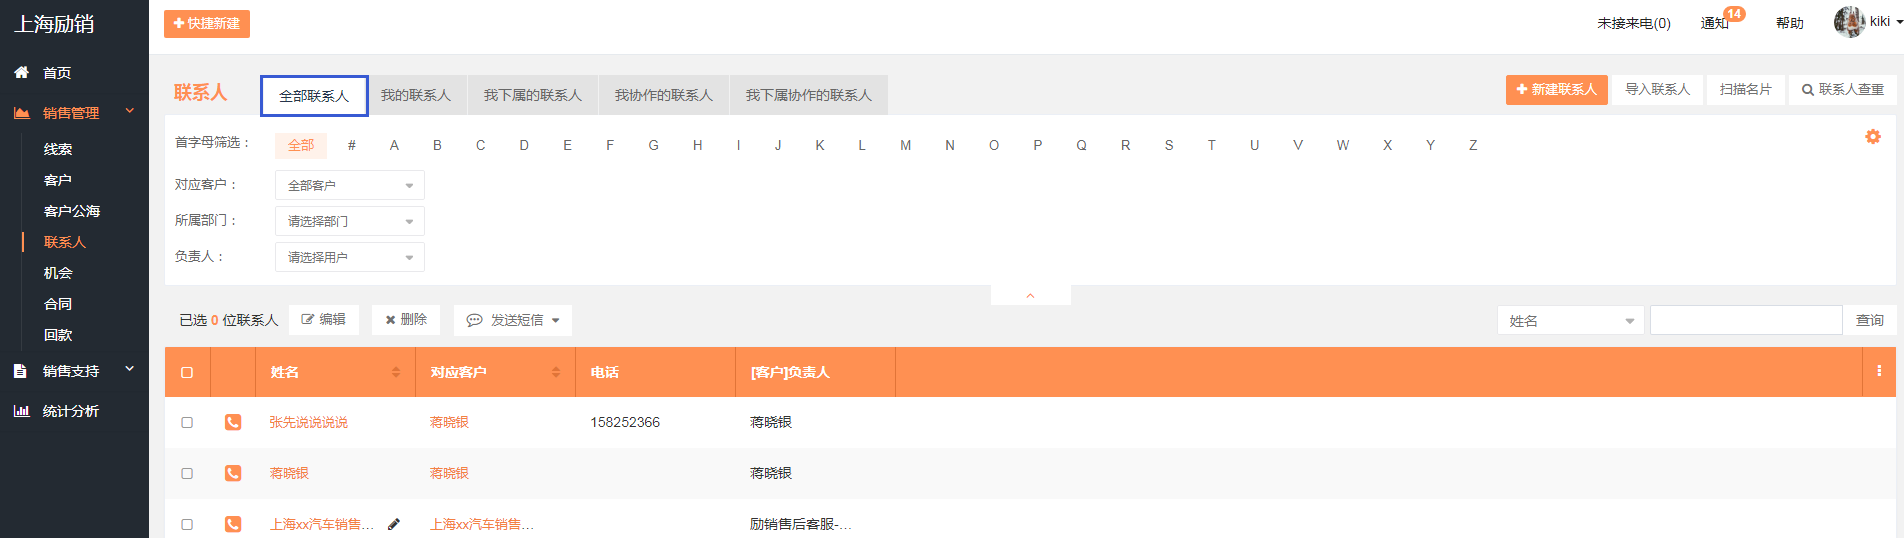 上海励销
快捷新建
未接来电(0) 通知 14 帮助 kiki
首页
销售管理
线索
客户
客户公海
联系人
机会
合同
回款
销售支持
统计分析
联系人 全部联系人 我的联系人 我下属的联系人 我协作的联系人 我下属协作的联系人 新建联系人 导入联系人 扫描名片 联系人查重
首字母筛选： 全部 # A B C D E F G H I J K L M N O P Q R S T U V W X Y Z
对应客户： 全部客户
所属部门： 请选择部门
负责人： 请选择用户
已选 0 位联系人 编辑 删除 发送短信 姓名 查询
姓名 对应客户 电话 [客户]负责人
张先说说说说 蒋晓银 158252366 蒋晓银
蒋晓银 蒋晓银 蒋晓银
上海xx汽车销售... 上海xx汽车销售... 励销售后客服-...